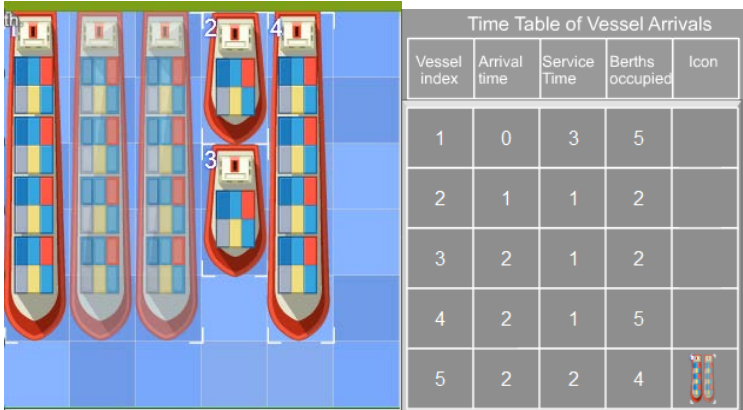 th
1
2
4
3
Time Table of Vessel Arrivals
Vessel index Arrival time Service Time Berths occupied Icon
1 0 3 5
2 1 1 2
3 2 1 2
4 2 1 5
5 2 2 4